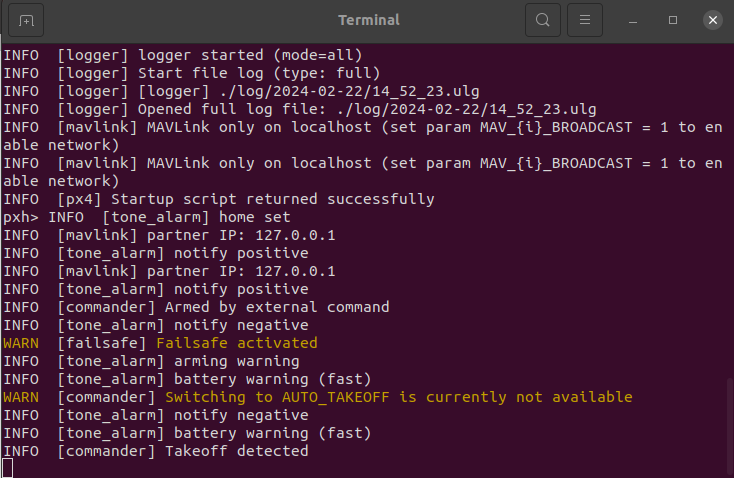 Terminal
INFO  [logger] logger started (mode=all)
INFO  [logger] Start file log (type: full)
INFO  [logger] [logger] ./log/2024-02-22/14_52_23.ulg
INFO  [logger] Opened full log file: ./log/2024-02-22/14_52_23.ulg
INFO  [mavlink] MAVLink only on localhost (set param MAV_{i}_BROADCAST = 1 to en
able network)
INFO  [mavlink] MAVLink only on localhost (set param MAV_{i}_BROADCAST = 1 to en
able network)
INFO  [px4] Startup script returned successfully
pxh> INFO  [tone_alarm] home set
INFO  [mavlink] partner IP: 127.0.0.1
INFO  [tone_alarm] notify positive
INFO  [mavlink] partner IP: 127.0.0.1
INFO  [tone_alarm] notify positive
INFO  [commander] Armed by external command
INFO  [tone_alarm] notify negative
WARN  [failsafe] Failsafe activated
INFO  [tone_alarm] arming warning
INFO  [tone_alarm] battery warning (fast)
WARN  [commander] Switching to AUTO_TAKEOFF is currently not available
INFO  [tone_alarm] notify negative
INFO  [tone_alarm] battery warning (fast)
INFO  [commander] Takeoff detected